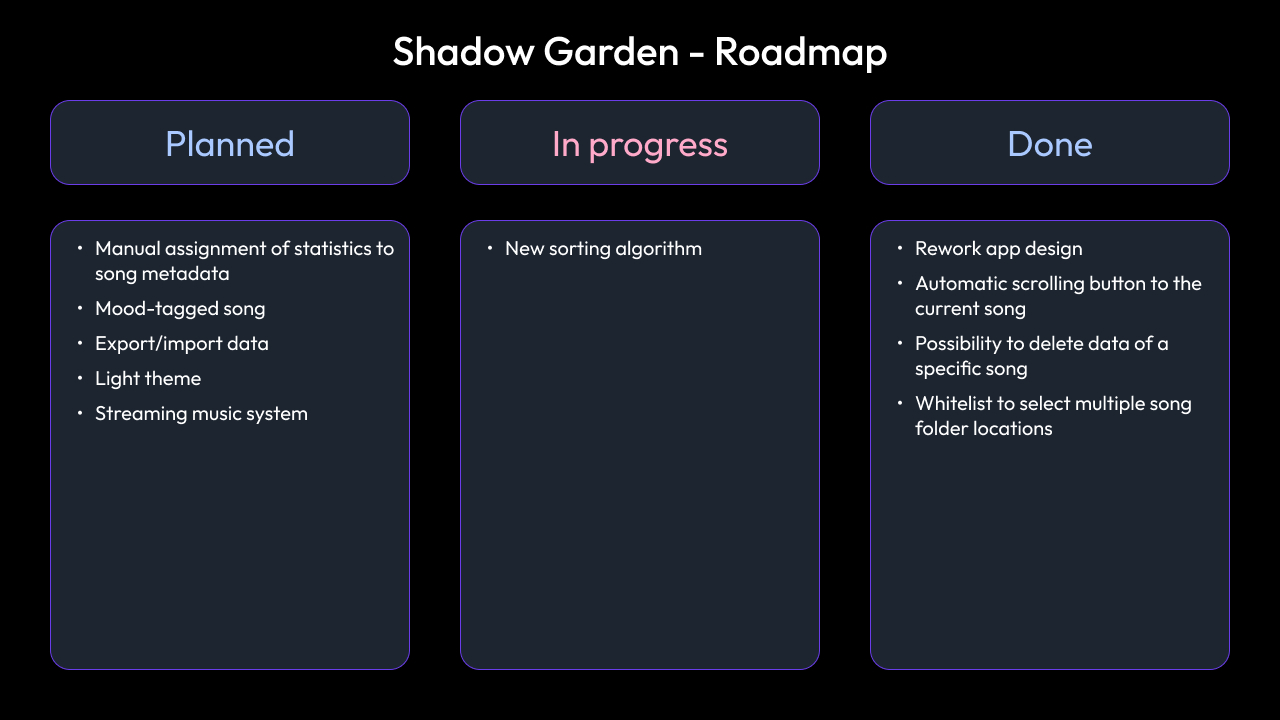 Shadow Garden - Roadmap
Planned
In progress
Done
• Manual assignment of statistics to
song metadata
• Mood-tagged song
• Export/import data
• Light theme
• Streaming music system
• New sorting algorithm
• Rework app design
• Automatic scrolling button to the
current song
• Possibility to delete data of a
specific song
• Whitelist to select multiple song
folder locations